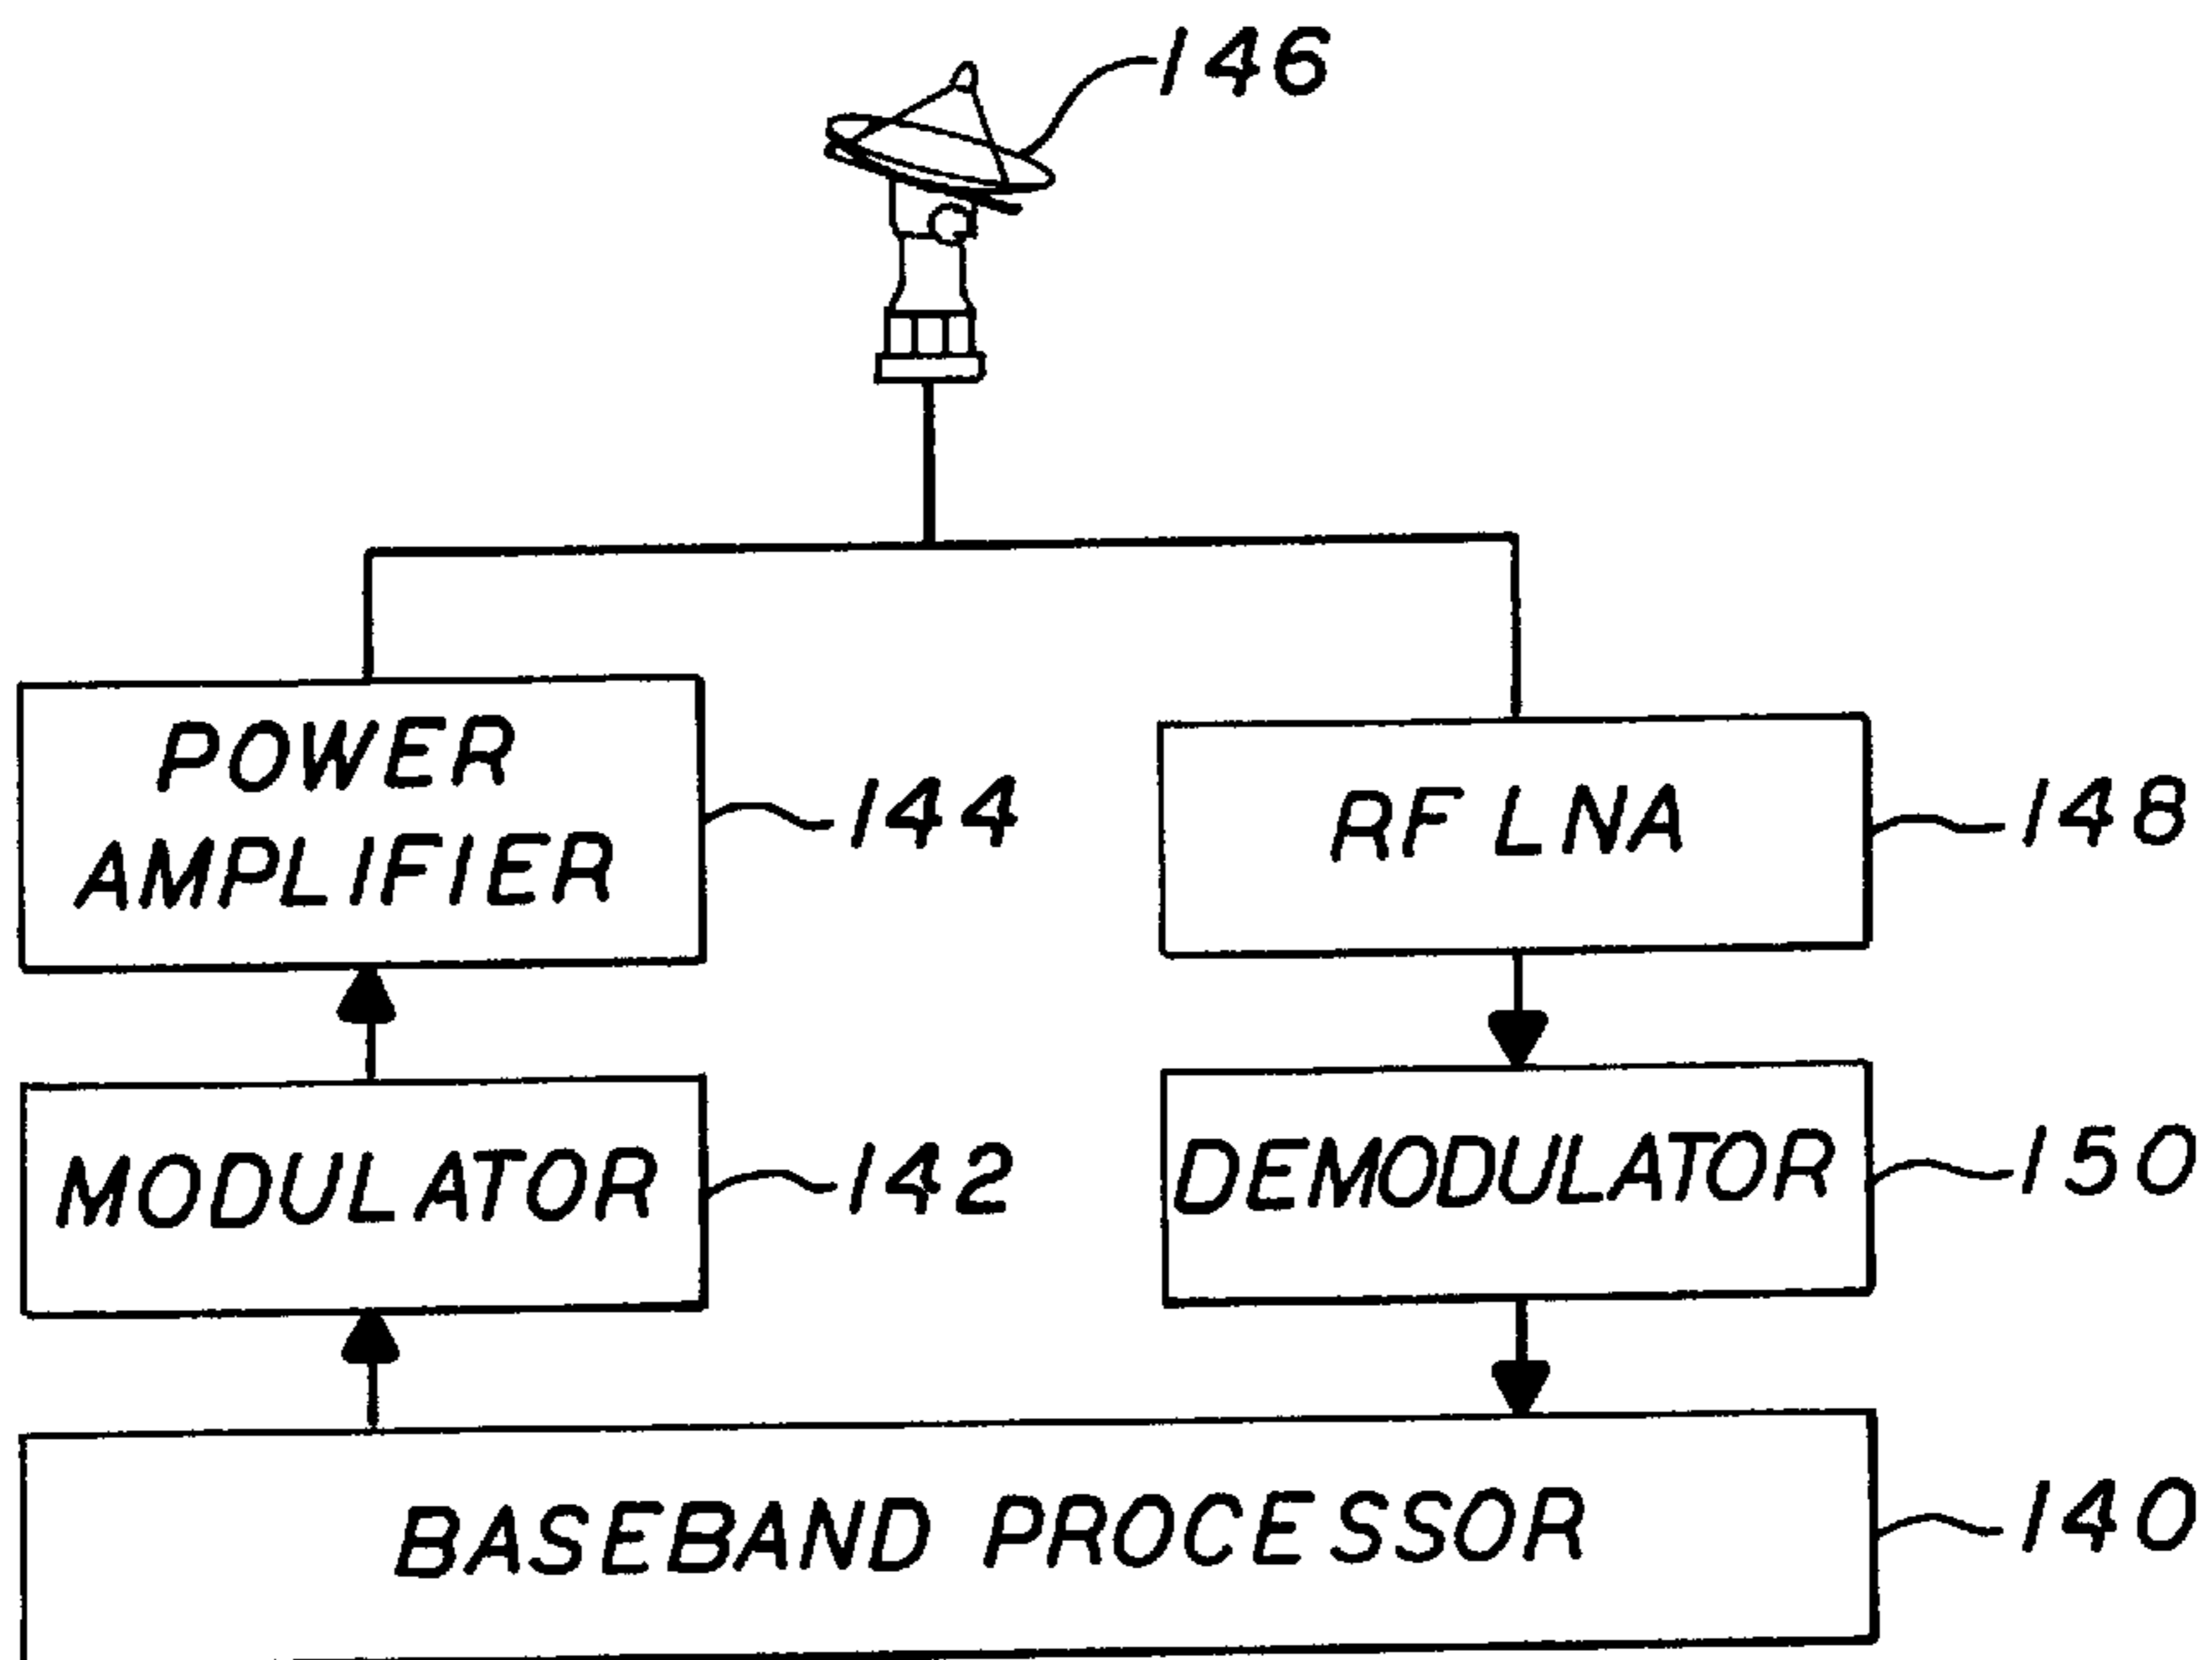 146
POWER
AMPLIFIER
144
RF LNA
148
MODULATOR
142
DEMODULATOR
150
BASEBAND PROCESSOR
140